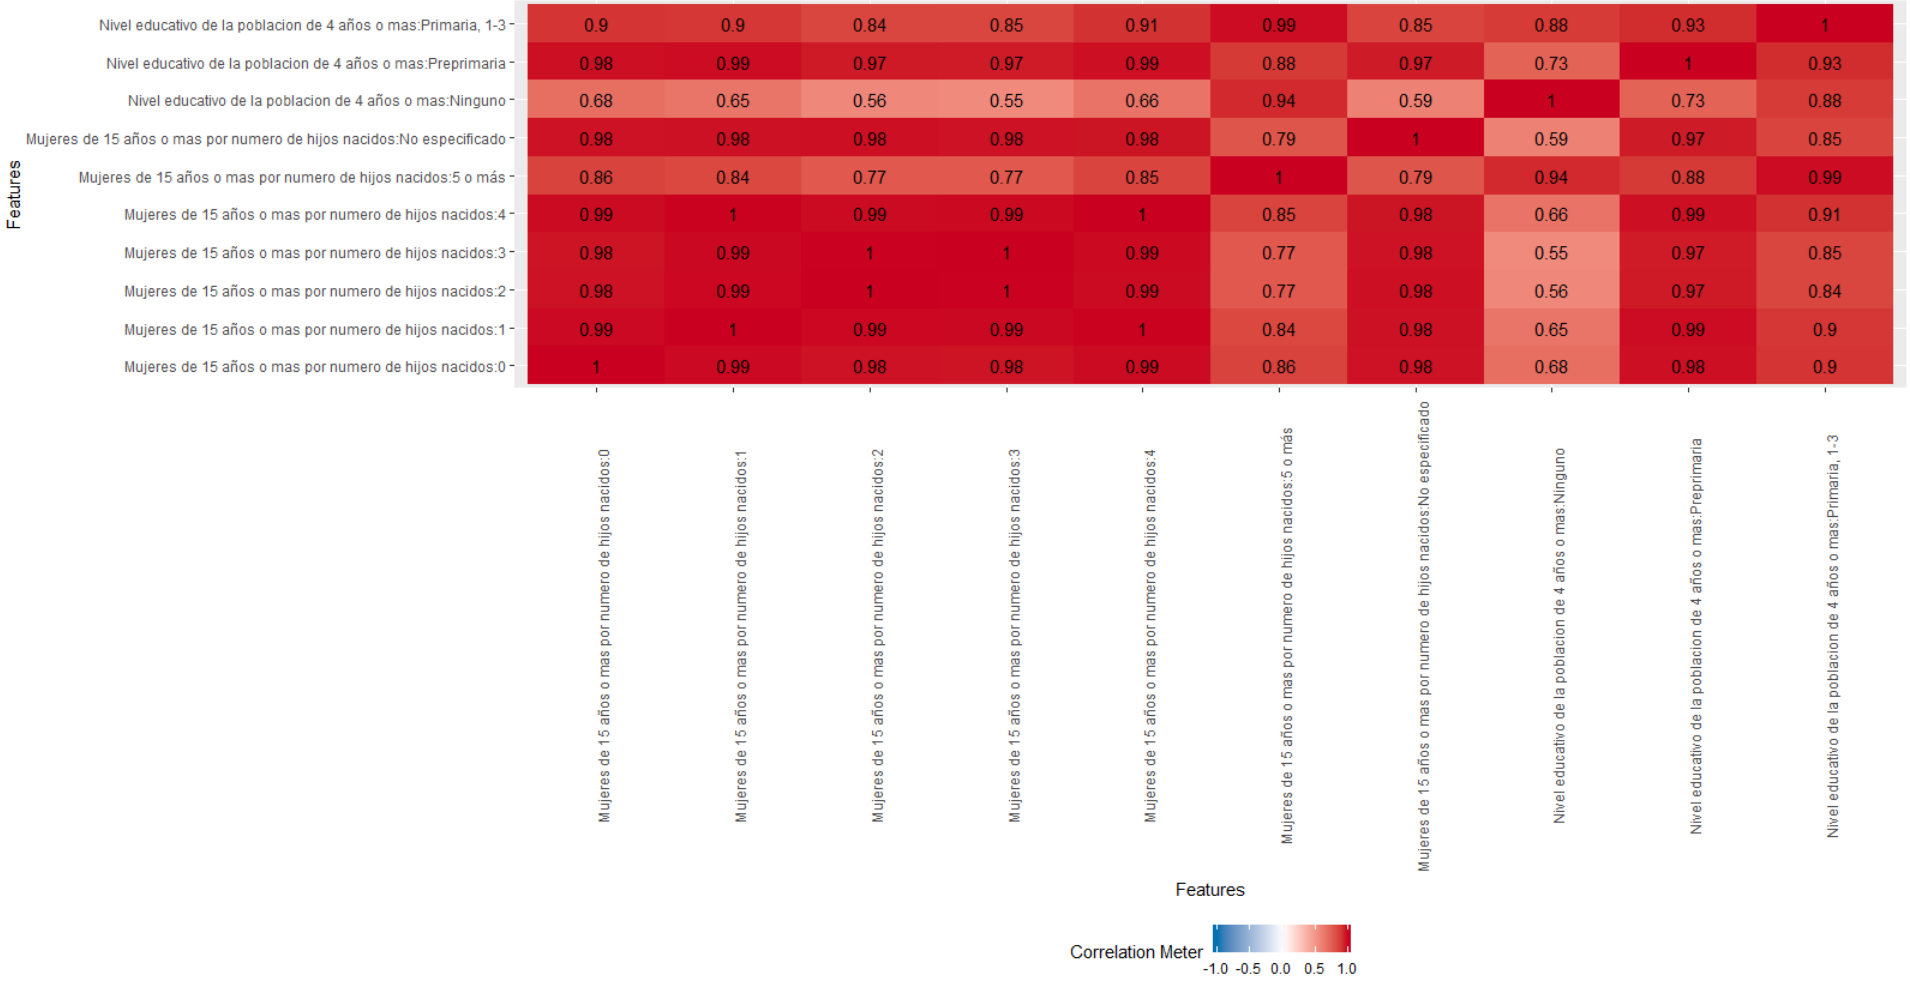 Features
Nivel educativo de la poblacion de 4 años o mas:Primaria, 1-3 0.9 0.9 0.84 0.85 0.91 0.99 0.85 0.88 0.93 1
Nivel educativo de la poblacion de 4 años o mas:Preprimaria 0.98 0.99 0.97 0.97 0.99 0.88 0.97 0.73 1 0.93
Nivel educativo de la poblacion de 4 años o mas:Ninguno 0.68 0.65 0.56 0.55 0.66 0.94 0.59 1 0.73 0.88
Mujeres de 15 años o mas por numero de hijos nacidos:No especificado 0.98 0.98 0.98 0.98 0.98 0.79 1 0.59 0.97 0.85
Mujeres de 15 años o mas por numero de hijos nacidos:5 o más 0.86 0.84 0.77 0.77 0.85 1 0.79 0.94 0.88 0.99
Mujeres de 15 años o mas por numero de hijos nacidos:4 0.99 1 0.99 0.99 1 0.85 0.98 0.66 0.99 0.91
Mujeres de 15 años o mas por numero de hijos nacidos:3 0.98 0.99 1 1 0.99 0.77 0.98 0.55 0.97 0.85
Mujeres de 15 años o mas por numero de hijos nacidos:2 0.98 0.99 1 1 0.99 0.77 0.98 0.56 0.97 0.84
Mujeres de 15 años o mas por numero de hijos nacidos:1 0.99 1 0.99 0.99 1 0.84 0.98 0.65 0.99 0.9
Mujeres de 15 años o mas por numero de hijos nacidos:0 1 0.99 0.98 0.98 0.99 0.86 0.98 0.68 0.98 0.9
Mujeres de 15 años o mas por numero de hijos nacidos:0
Mujeres de 15 años o mas por numero de hijos nacidos:1
Mujeres de 15 años o mas por numero de hijos nacidos:2
Mujeres de 15 años o mas por numero de hijos nacidos:3
Mujeres de 15 años o mas por numero de hijos nacidos:4
Mujeres de 15 años o mas por numero de hijos nacidos:5 o más
Mujeres de 15 años o mas por numero de hijos nacidos:No especificado
Nivel educativo de la poblacion de 4 años o mas:Ninguno
Nivel educativo de la poblacion de 4 años o mas:Preprimaria
Nivel educativo de la poblacion de 4 años o mas:Primaria, 1-3
Features
Correlation Meter
-1.0 -0.5 0.0 0.5 1.0